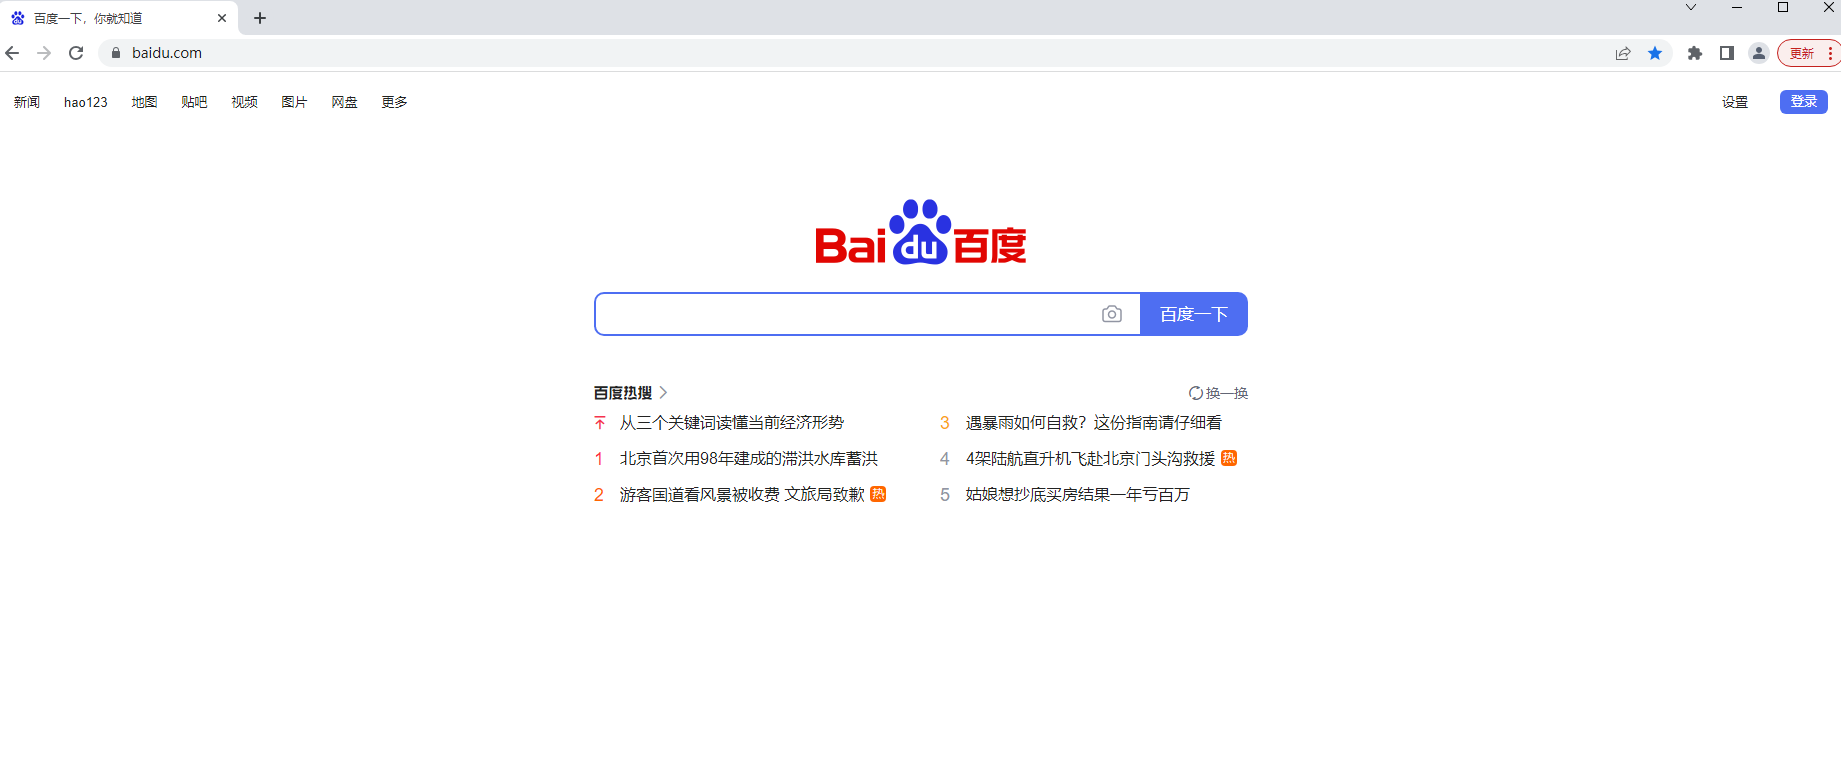 百度一下，你就知道
baidu.com
更新
新闻 hao123 地图 贴吧 视频 图片 网盘 更多 设置 登录
Bai du 百度
百度一下
百度热搜 换一换
从三个关键词读懂当前经济形势
1 北京首次用98年建成的滞洪水库蓄洪
2 游客国道看风景被收费 文旅局致歉 热
3 遇暴雨如何自救？这份指南请仔细看
4 4架陆航直升机飞赴北京门头沟救援 热
5 姑娘想抄底买房结果一年亏百万